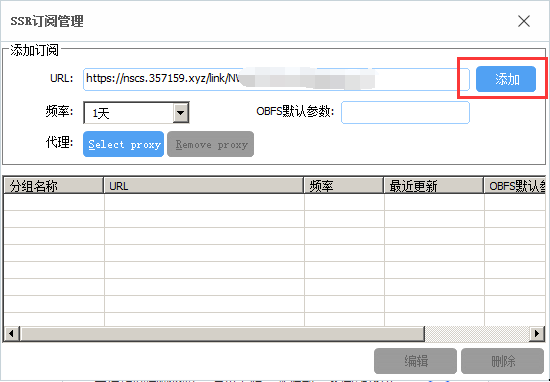 SSR订阅管理
添加订阅
URL: https://nscs.357159.xyz/link/NV 添加
频率: 1天 OBFS默认参数:
代理: Select proxy Remove proxy
分组名称 URL 频率 最近更新 OBFS默认参
编辑 删除